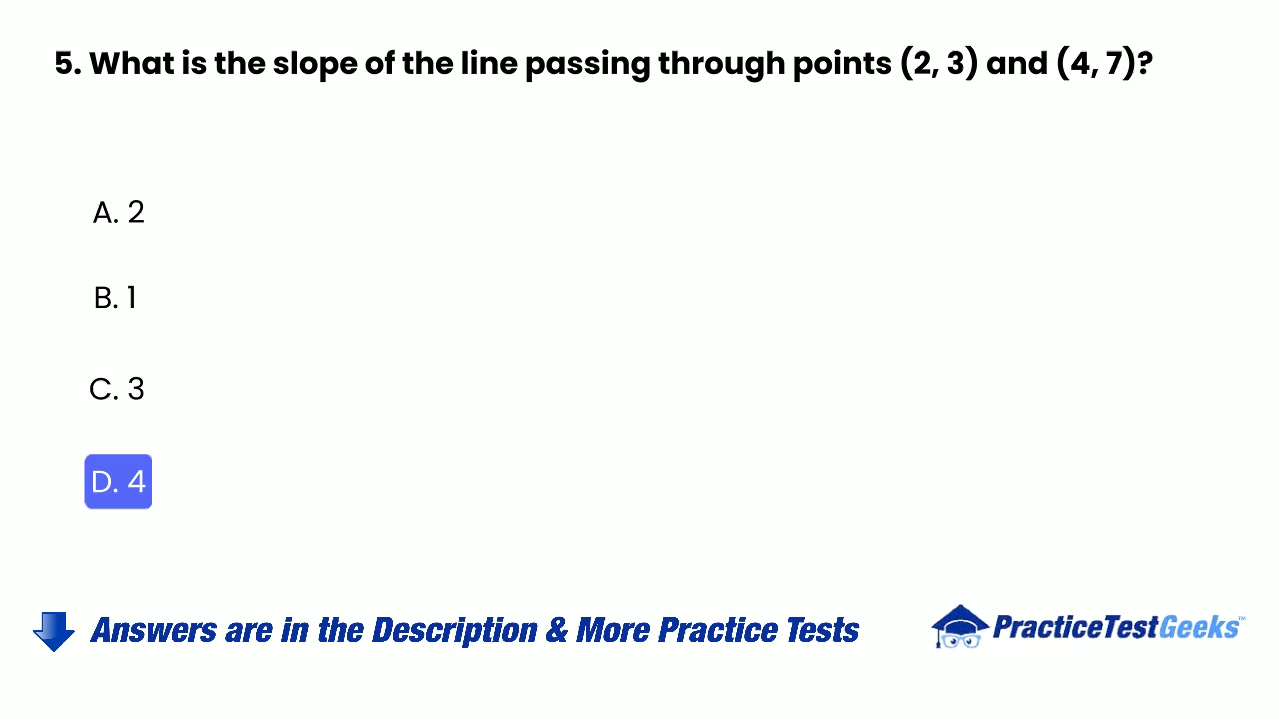 5. What is the slope of the line passing through points (2, 3) and (4, 7)?
A. 2
B. 1
C. 3
D. 4
Answers are in the Description & More Practice Tests
PracticeTestGeeks™